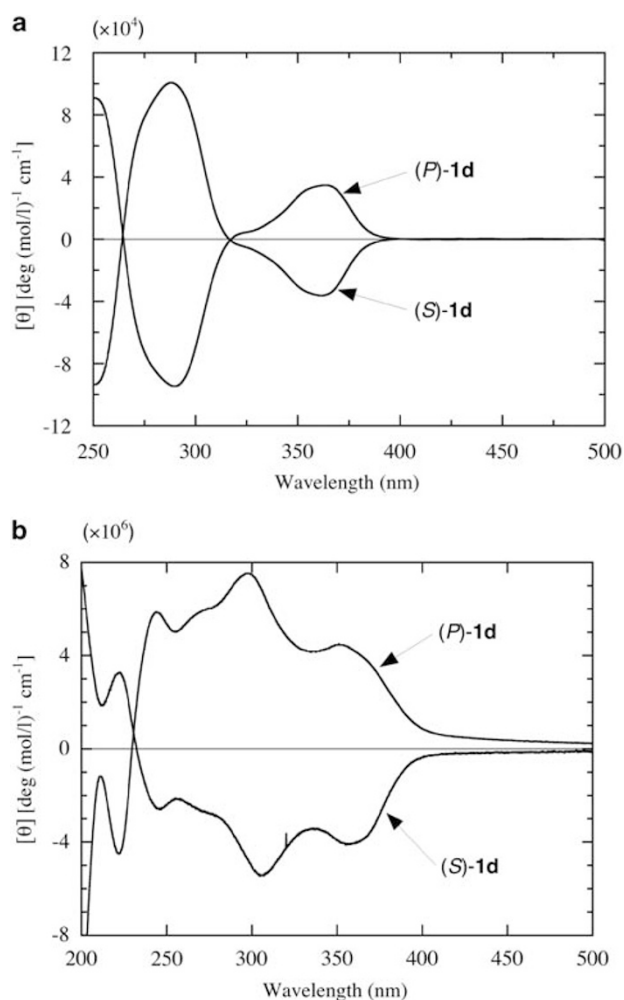 a
(×10⁴)
12
8
4
0
-4
-8
-12
[θ] [deg (mol/l)⁻¹ cm⁻¹]
(P)-1d
(S)-1d
250 300 350 400 450 500
Wavelength (nm)
b
(×10⁶)
8
4
0
-4
-8
[θ] [deg (mol/l)⁻¹ cm⁻¹]
(P)-1d
(S)-1d
200 250 300 350 400 450 500
Wavelength (nm)